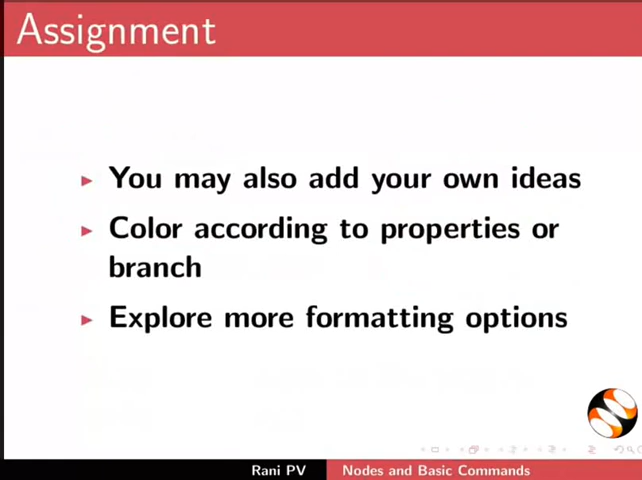 Assignment
You may also add your own ideas
Color according to properties or
branch
Explore more formatting options
Rani PV
Nodes and Basic Commands